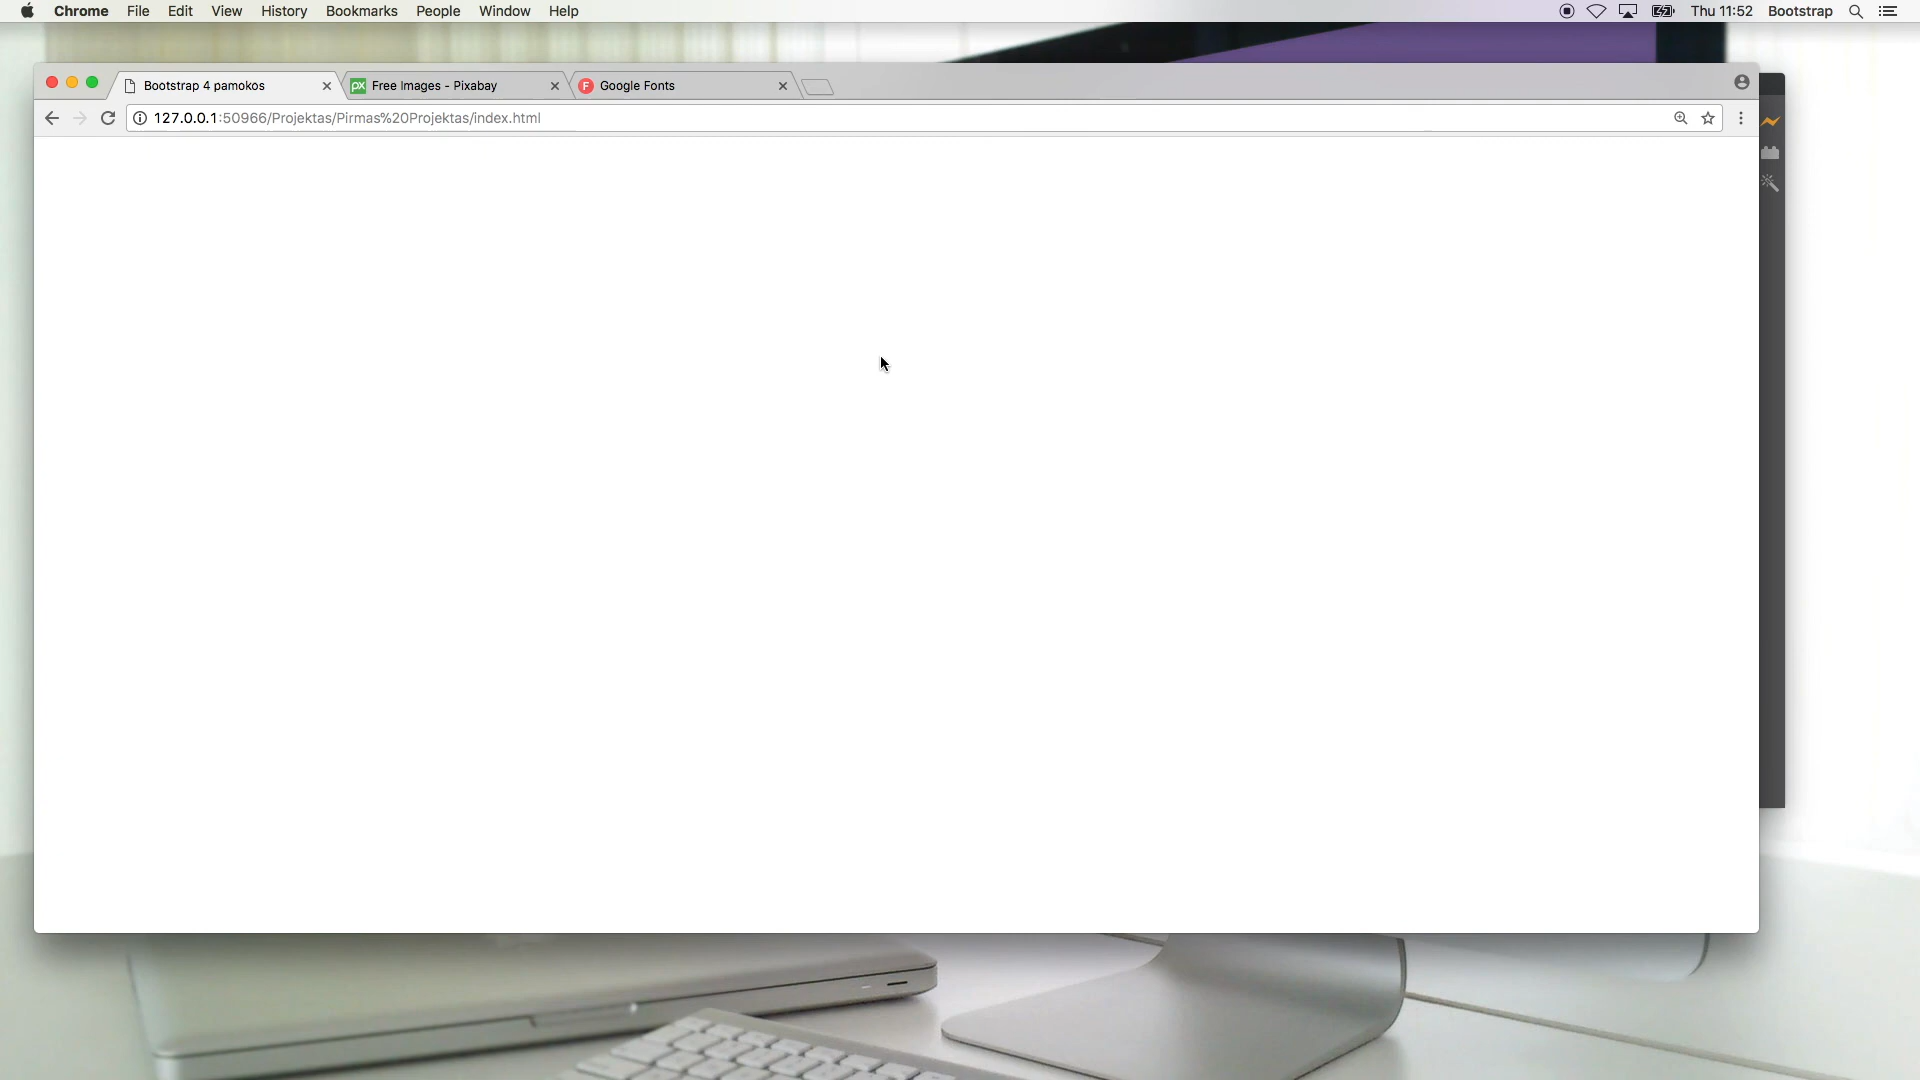 Chrome File Edit View History Bookmarks People Window Help Thu 11:52 Bootstrap
Bootstrap 4 pamokos px Free Images - Pixabay F Google Fonts
127.0.0.1:50966/Projektas/Pirmas%20Projektas/index.html